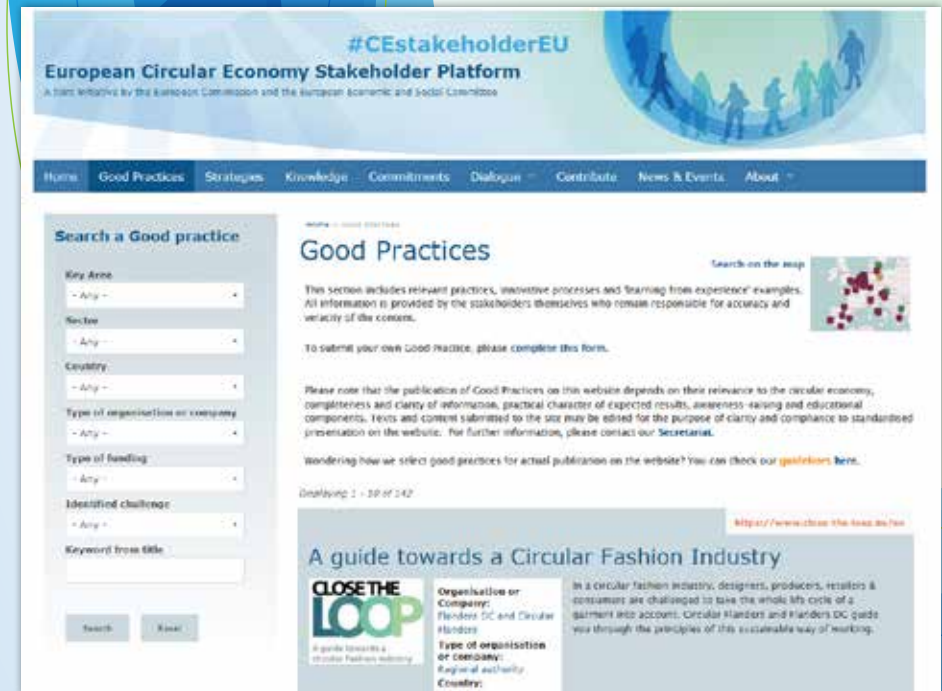 #CEstakeholderEU
European Circular Economy Stakeholder Platform
A joint initiative by the European Commission and the European Economic and Social Committee
Home Good Practices Strategies Knowledge Commitments Dialogue Contribute News & Events About
Search a Good practice
Key Area
- Any -
Sector
- Any -
Country
- Any -
Type of organisation or company
- Any -
Type of funding
- Any -
Identified challenge
- Any -
Keyword from title
Search Reset
Home > Good Practices
Good Practices
Search on the map
This section includes relevant practices, innovative processes and 'learning from experience' examples.
All information is provided by the stakeholders themselves who remain responsible for accuracy and
veracity of the content.
To submit your own Good Practice, please complete this form.
Please note that the publication of Good Practices on this website depends on their relevance to the circular economy,
completeness and clarity of information, practical character of expected results, awareness-raising and educational
components. Texts and content submitted to the site may be edited for the purpose of clarity and compliance to standardised
presentation on the website. For further information, please contact our Secretariat.
Wondering how we select good practices for actual publication on the website? You can check our guidelines here.
Displaying 1 - 10 of 142
A guide towards a Circular Fashion Industry
CLOSE THE
LOOP
A guide towards a
circular fashion industry
Organisation or
Company:
Flanders DC and Circular
Flanders
Type of organisation
or company:
Regional authority
Country:
In a circular fashion industry, designers, producers, retailers &
consumers are challenged to take the whole life cycle of a
garment into account. Circular Flanders and Flanders DC guide
you through the principles of this sustainable way of working.